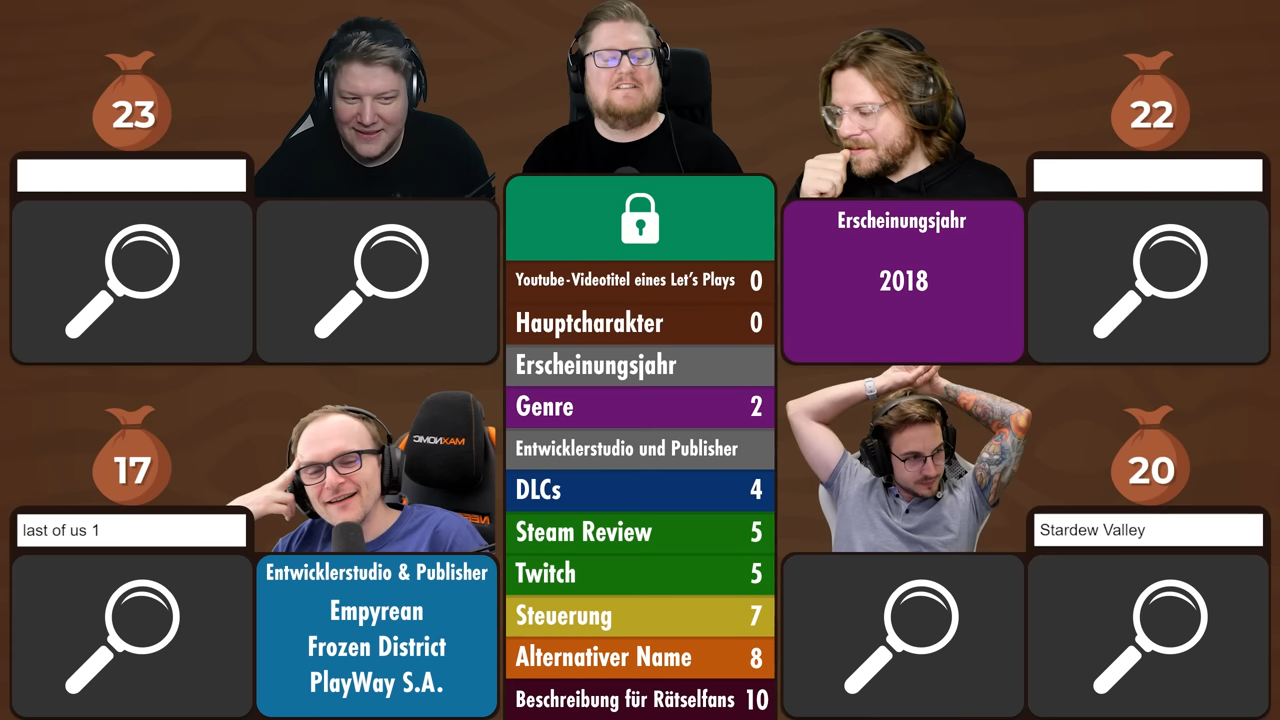 23
22
Youtube-Videotitel eines Let's Plays 0
Hauptcharakter 0
Erscheinungsjahr
Genre 2
Entwicklerstudio und Publisher
DLCs 4
Steam Review 5
Twitch 5
Steuerung 7
Alternativer Name 8
Beschreibung für Rätselfans 10
Erscheinungsjahr
2018
17
last of us 1
MAXNOMIC
Entwicklerstudio & Publisher
Empyrean
Frozen District
PlayWay S.A.
20
Stardew Valley